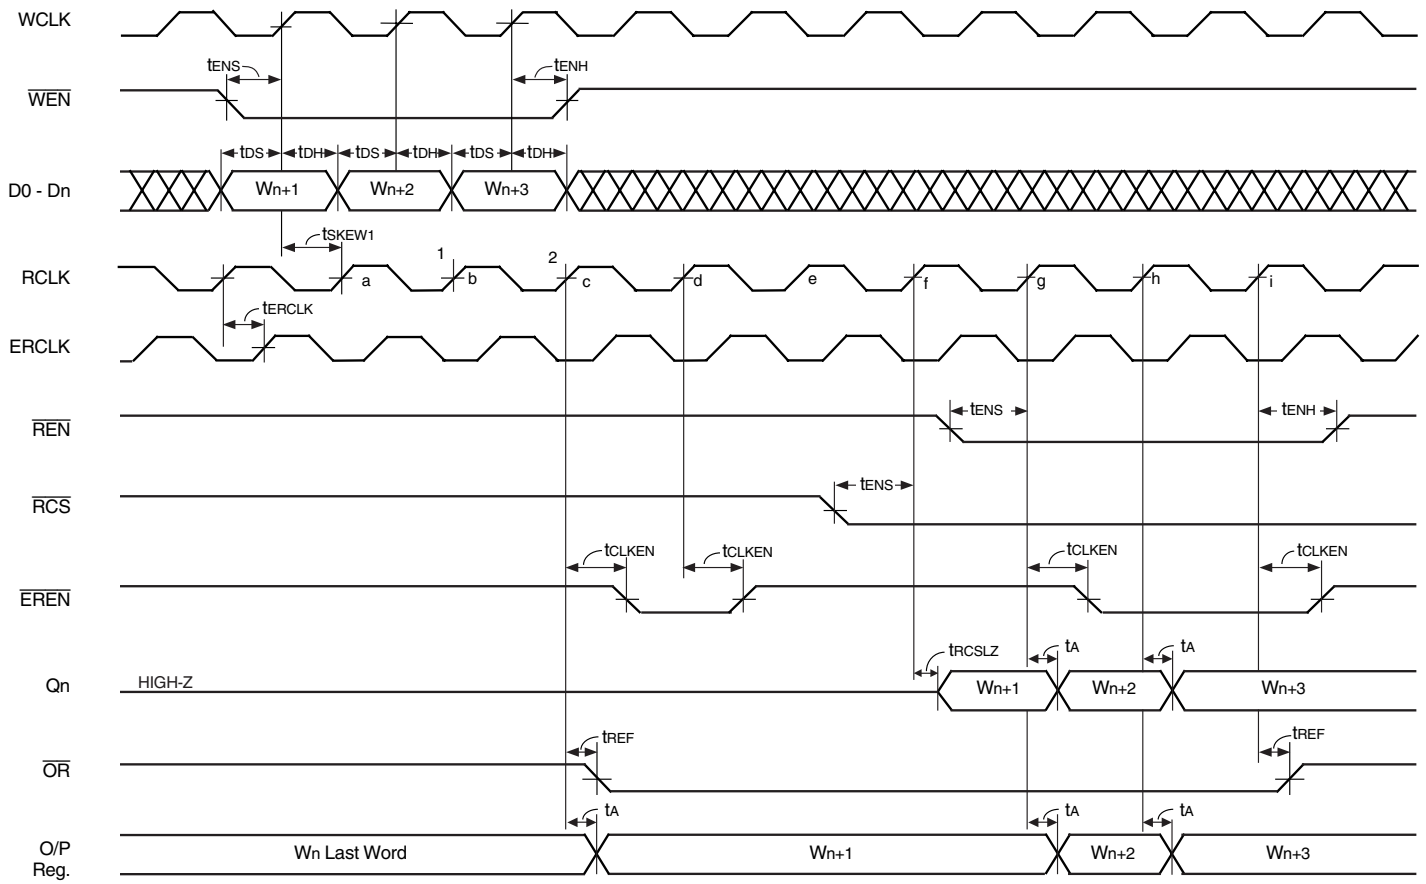 WCLK
tENS
tENH
WEN
tDS tDH tDS tDH tDS tDH
D0 - Dn
Wn+1 Wn+2 Wn+3
tSKEW1
1 2
RCLK
a b c d e f g h i
tERCLK
ERCLK
REN
tENS tENH
RCS
tENS
tCLKEN tCLKEN tCLKEN tCLKEN
EREN
tRCSLZ tA tA
Qn
HIGH-Z Wn+1 Wn+2 Wn+3
tREF tREF
OR
tA tA tA
O/P
Reg.
Wn Last Word Wn+1 Wn+2 Wn+3